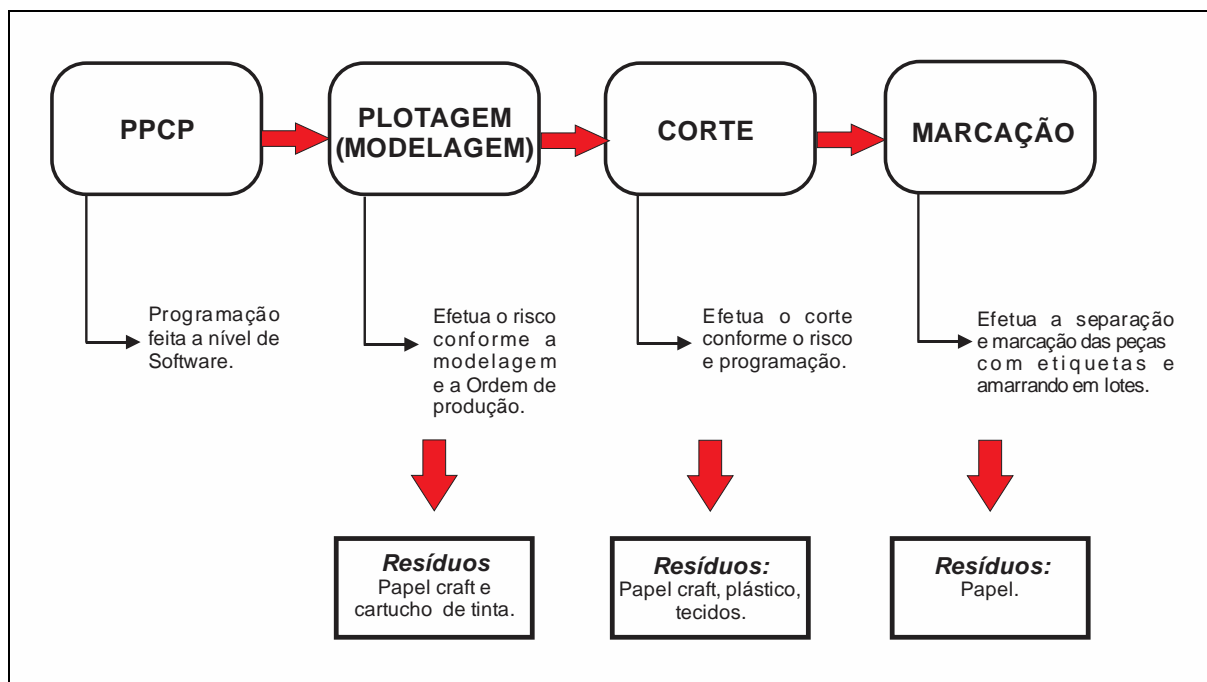 PPCP
PLOTAGEM
(MODELAGEM)
CORTE
MARCAÇÃO
Programação
feita a nível de
Software.
Efetua o risco
conforme a
modelagem
e a Ordem de
produção.
Efetua o corte
conforme o risco
e programação.
Efetua a separação
e marcação das peças
com etiquetas e
amarrando em lotes.
Resíduos
Papel craft e
cartucho de tinta.
Resíduos:
Papel craft, plástico,
tecidos.
Resíduos:
Papel.